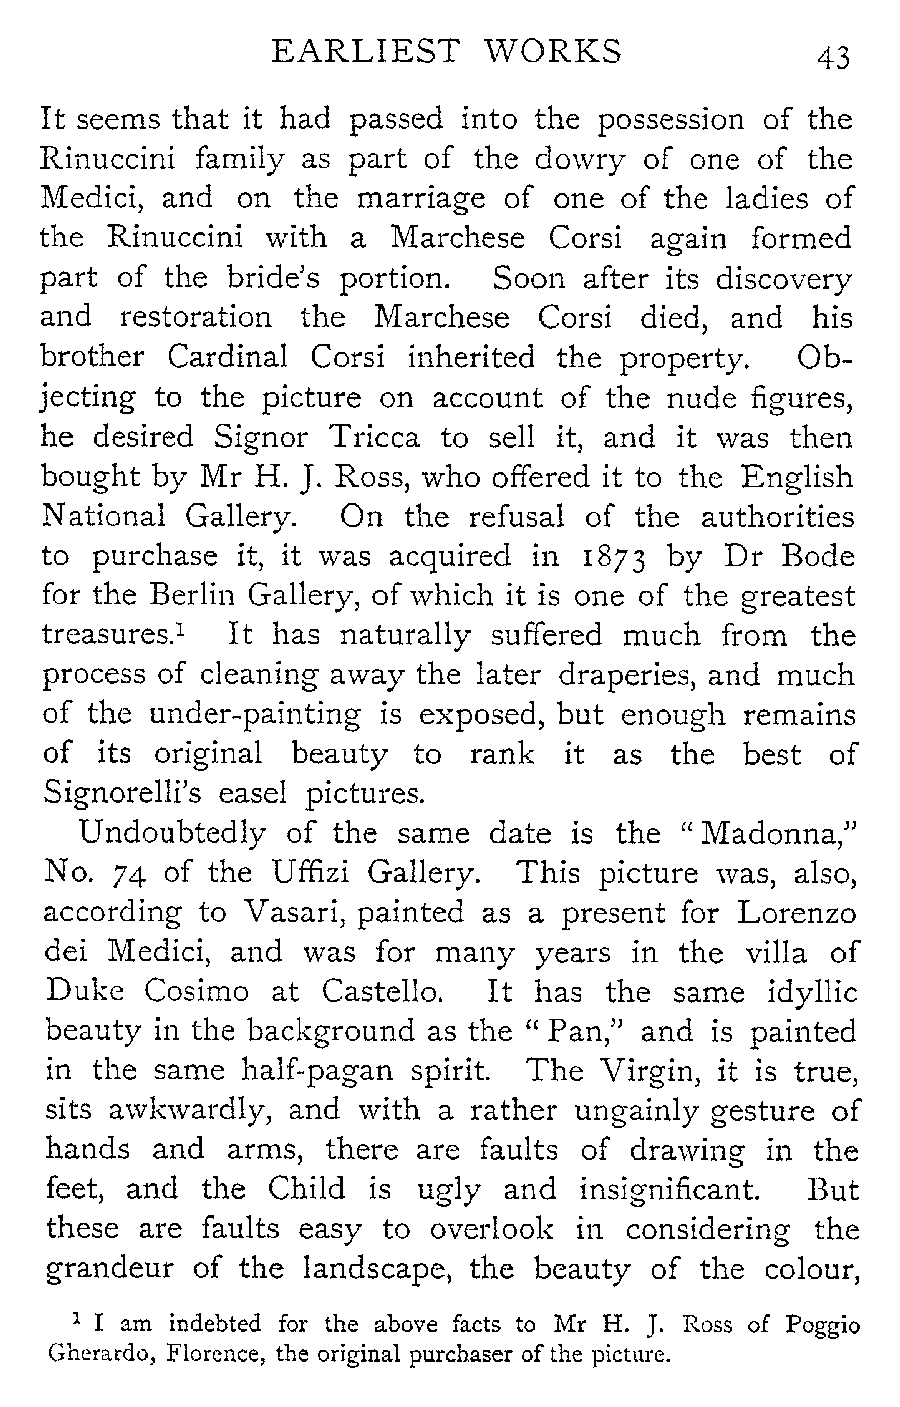 EARLIEST WORKS 43
It seems that it had passed into the possession of the
Rinuccini family as part of the dowry of one of the
Medici, and on the marriage of one of the ladies of
the Rinuccini with a Marchese Corsi again formed
part of the bride's portion. Soon after its discovery
and restoration the Marchese Corsi died, and his
brother Cardinal Corsi inherited the property. Ob-
jecting to the picture on account of the nude figures,
he desired Signor Tricca to sell it, and it was then
bought by Mr H. J. Ross, who offered it to the English
National Gallery. On the refusal of the authorities
to purchase it, it was acquired in 1873 by Dr Bode
for the Berlin Gallery, of which it is one of the greatest
treasures.¹ It has naturally suffered much from the
process of cleaning away the later draperies, and much
of the under-painting is exposed, but enough remains
of its original beauty to rank it as the best of
Signorelli's easel pictures.
Undoubtedly of the same date is the "Madonna,"
No. 74 of the Uffizi Gallery. This picture was, also,
according to Vasari, painted as a present for Lorenzo
dei Medici, and was for many years in the villa of
Duke Cosimo at Castello. It has the same idyllic
beauty in the background as the "Pan," and is painted
in the same half-pagan spirit. The Virgin, it is true,
sits awkwardly, and with a rather ungainly gesture of
hands and arms, there are faults of drawing in the
feet, and the Child is ugly and insignificant. But
these are faults easy to overlook in considering the
grandeur of the landscape, the beauty of the colour,
¹ I am indebted for the above facts to Mr H. J. Ross of Poggio
Gherardo, Florence, the original purchaser of the picture.